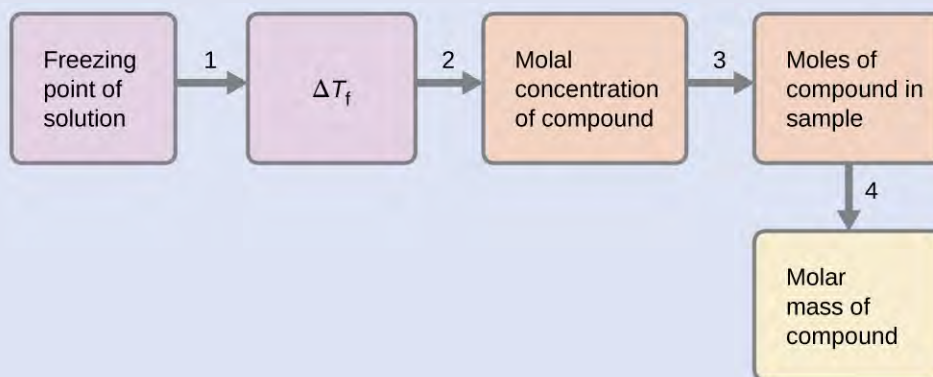 Freezing
point of
solution
1
ΔTf
2
Molal
concentration
of compound
3
Moles of
compound in
sample
4
Molar
mass of
compound